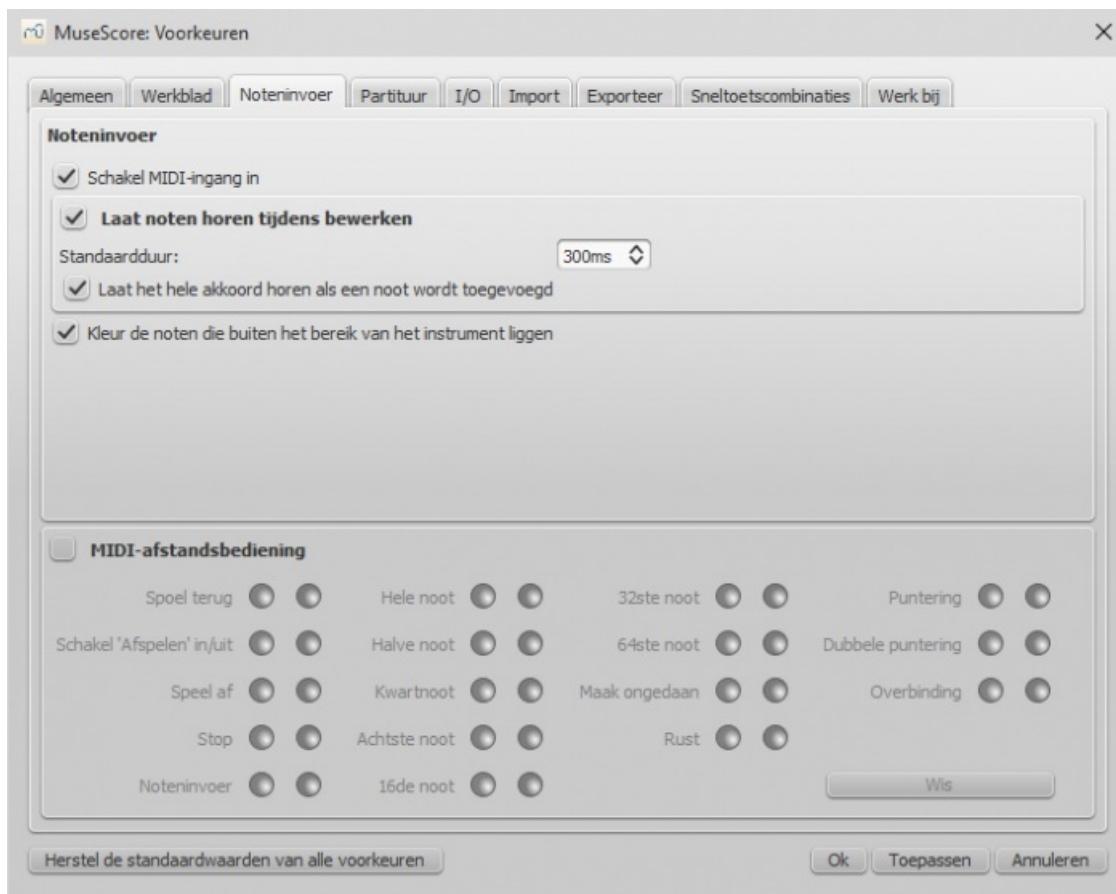 MuseScore: Voorkeuren
Algemeen Werkblad Noteninvoer Partituur I/O Import Exporteer Sneltoetscombinaties Werk bij
Noteninvoer
Schakel MIDI-ingang in
Laat noten horen tijdens bewerken
Standaardduur: 300ms
Laat het hele akkoord horen als een noot wordt toegevoegd
Kleur de noten die buiten het bereik van het instrument liggen
MIDI-afstandsbediening
Spoel terug Hele noot 32ste noot Puntering
Schakel 'Afspelen' in/uit Halve noot 64ste noot Dubbele puntering
Speel af Kwartnoot Maak ongedaan Overbinding
Stop Achtste noot Rust
Noteninvoer 16de noot Wis
Herstel de standaardwaarden van alle voorkeuren Ok Toepassen Annuleren